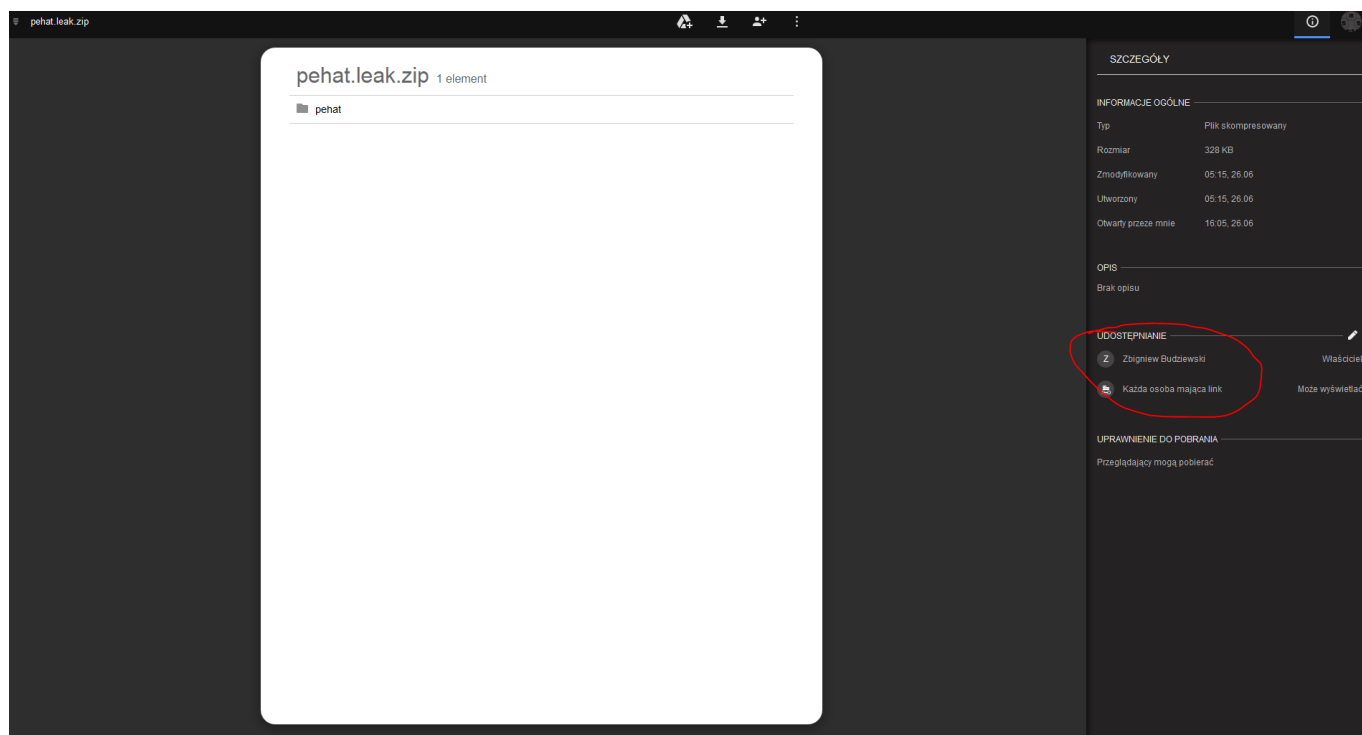 pehat.leak.zip
pehat.leak.zip 1 element
pehat
SZCZEGÓŁY
INFORMACJE OGÓLNE
Typ Plik skompresowany
Rozmiar 328 KB
Zmodyfikowany 05:15, 26.06
Utworzony 05:15, 26.06
Otwarty przeze mnie 16:05, 26.06
OPIS
Brak opisu
UDOSTĘPNIANIE
Z Zbigniew Budziewski Właściciel
Każda osoba mająca link Może wyświetlać
UPRAWNIENIE DO POBRANIA
Przeglądający mogą pobierać